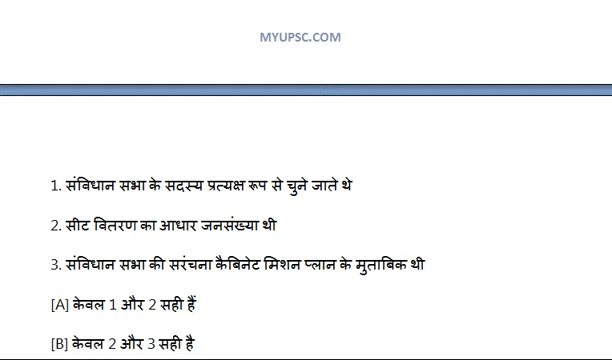 MYUPSC.COM
1. संविधान सभा के सदस्य प्रत्यक्ष रूप से चुने जाते थे
2. सीट वितरण का आधार जनसंख्या थी
3. संविधान सभा की सरंचना कैबिनेट मिशन प्लान के मुताबिक थी
[A] केवल 1 और 2 सही हैं
[B] केवल 2 और 3 सही है